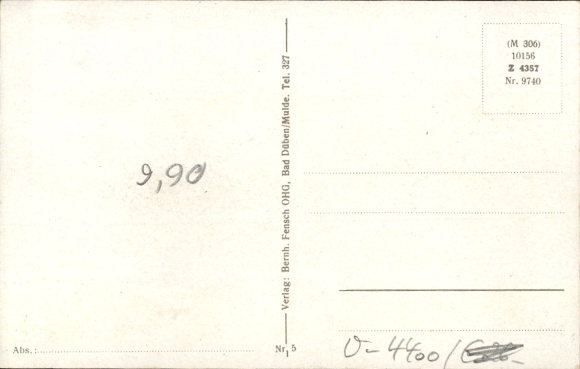 (M 306)
10156
Z 4357
Nr. 9740
Verlag: Bernh. Fensch OHG, Bad Düben/Mulde. Tel. 327
9,90
Abs.:
Nr. 5
V-4400/